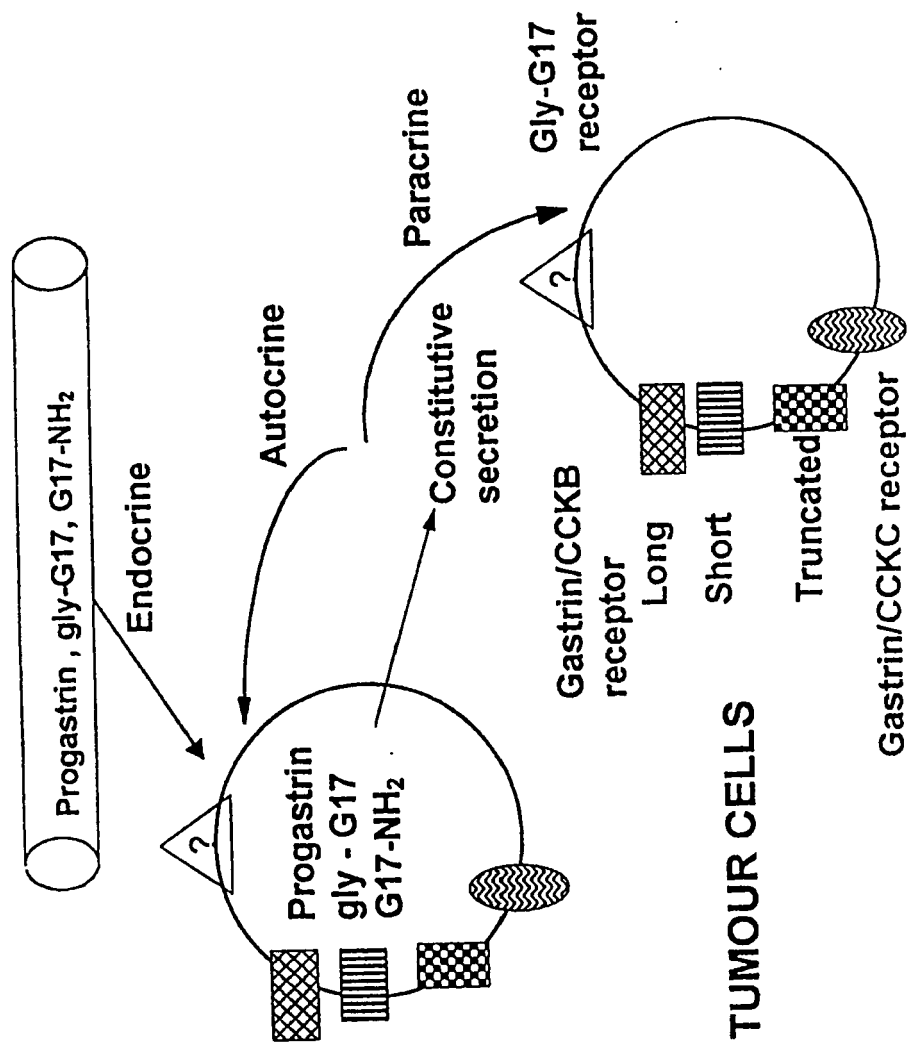 Progastrin , gly-G17, G17-NH₂
Endocrine
Autocrine
Paracrine
?
Progastrin
gly - G17
G17-NH₂
Constitutive
secretion
Gly-G17
receptor
?
Gastrin/CCKB
receptor
Long
Short
Truncated
Gastrin/CCKC receptor
TUMOUR CELLS